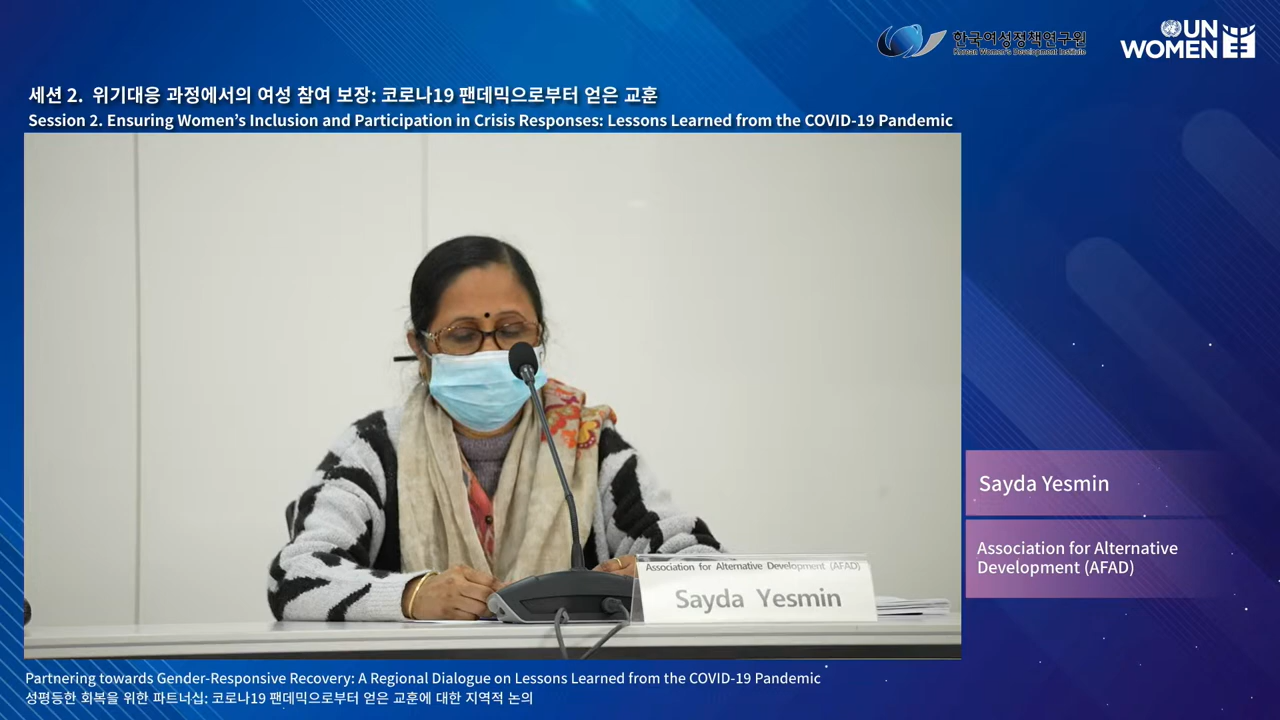 한국여성정책연구원
Korean Women's Development Institute
UN
WOMEN
세션 2. 위기대응 과정에서의 여성 참여 보장: 코로나19 팬데믹으로부터 얻은 교훈
Session 2. Ensuring Women's Inclusion and Participation in Crisis Responses: Lessons Learned from the COVID-19 Pandemic
Association for Alternative Development (AFAD)
Sayda Yesmin
Sayda Yesmin
Association for Alternative
Development (AFAD)
Partnering towards Gender-Responsive Recovery: A Regional Dialogue on Lessons Learned from the COVID-19 Pandemic
성평등한 회복을 위한 파트너십: 코로나19 팬데믹으로부터 얻은 교훈에 대한 지역적 논의